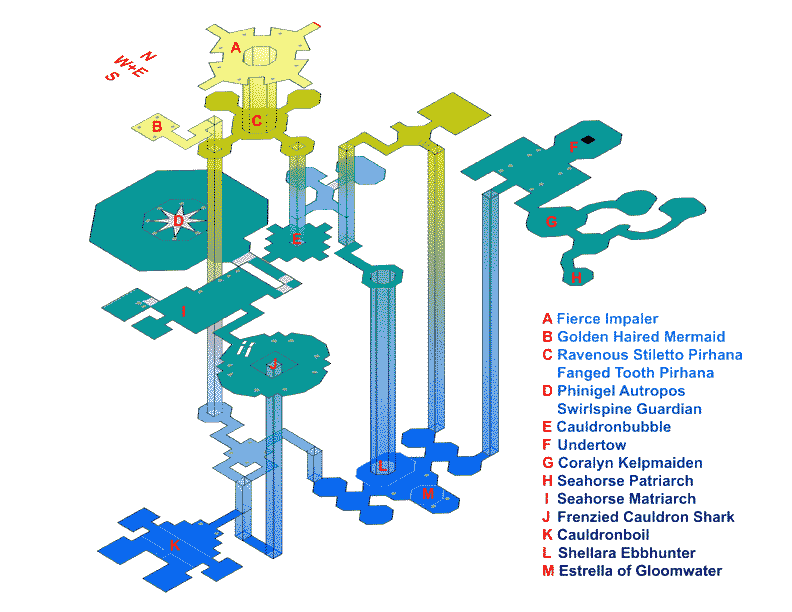 N
W+E
S
A
B
C
D
E
F
G
H
I
J
K
L
M
A Fierce Impaler
B Golden Haired Mermaid
C Ravenous Stiletto Pirhana
Fanged Tooth Pirhana
D Phinigel Autropos
Swirlspine Guardian
E Cauldronbubble
F Undertow
G Coralyn Kelpmaiden
H Seahorse Patriarch
I Seahorse Matriarch
J Frenzied Cauldron Shark
K Cauldronboil
L Shellara Ebbhunter
M Estrella of Gloomwater